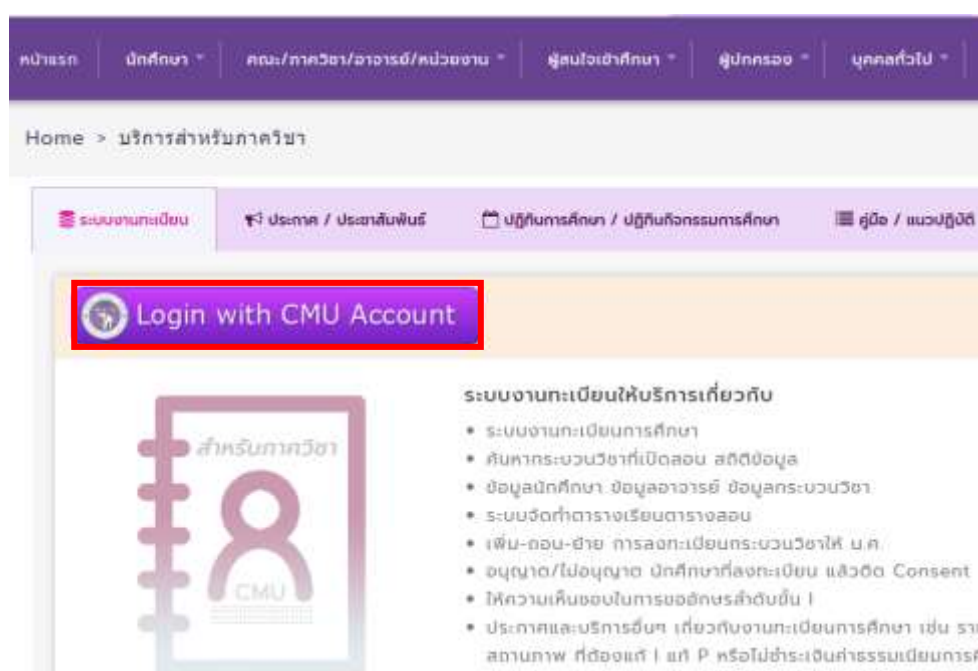 หน้าแรก นักศึกษา คณะ/ภาควิชา/อาจารย์/หน่วยงาน ผู้สนใจเข้าศึกษา ผู้ปกครอง บุคคลทั่วไป
Home > บริการสำหรับภาควิชา
ระบบงานทะเบียน ประกาศ / ประชาสัมพันธ์ ปฏิทินการศึกษา / ปฏิทินกิจกรรมการศึกษา คู่มือ / แนวปฏิบัติ
Login with CMU Account
สำหรับภาควิชา
CMU
ระบบงานทะเบียนให้บริการเกี่ยวกับ
• ระบบงานทะเบียนการศึกษา
• ค้นหากระบวนวิชาที่เปิดสอน สถิติข้อมูล
• ข้อมูลนักศึกษา ข้อมูลอาจารย์ ข้อมูลกระบวนวิชา
• ระบบจัดทำตารางเรียนตารางสอน
• เพิ่ม-ถอน-ย้าย การลงทะเบียนกระบวนวิชาให้ น.ศ.
• อนุญาต/ไม่อนุญาต นักศึกษาที่ลงทะเบียน แล้วติด Consent
• ให้ความเห็นชอบในการขออักษรลำดับขั้น I
• ประกาศและบริการอื่นๆ เกี่ยวกับงานทะเบียนการศึกษา เช่น
สถานภาพ ที่ต้องแก้ I แก้ P หรือไม่ชำระเงินค่าธรรมเนียม